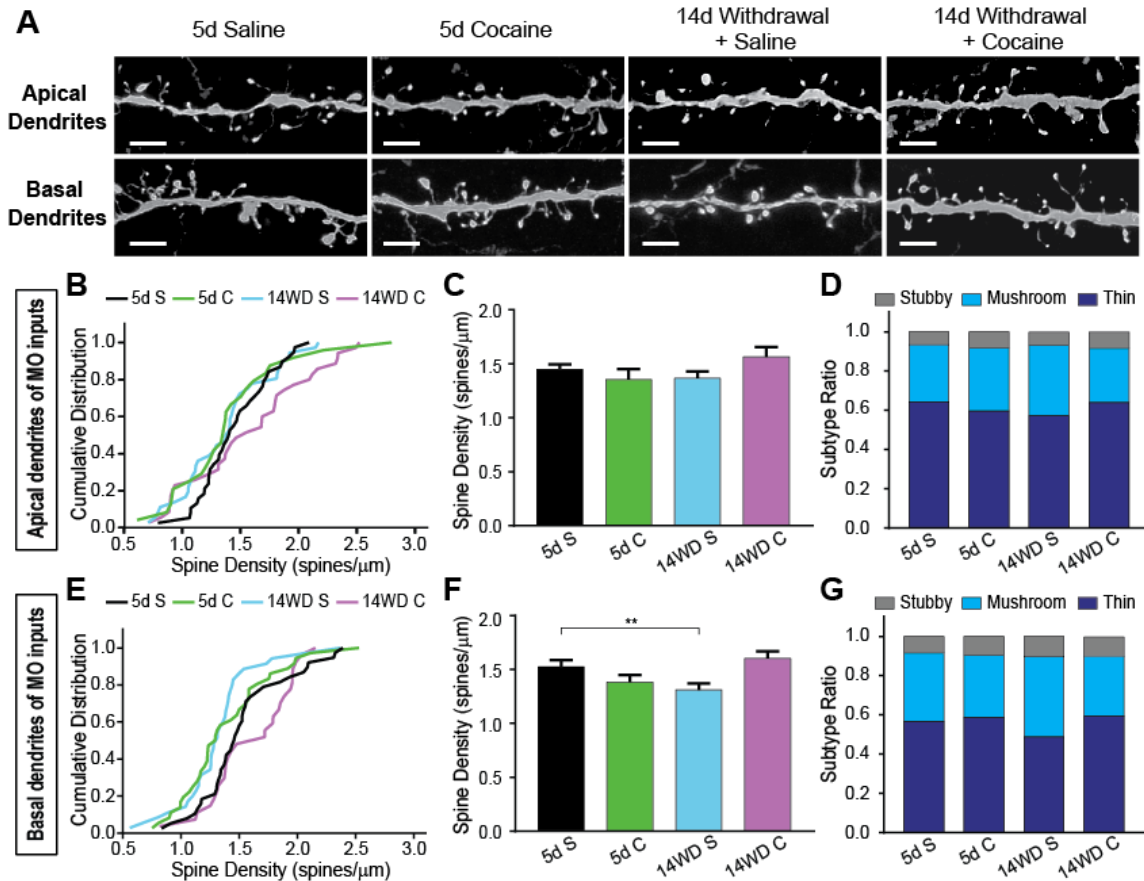 A
5d Saline
5d Cocaine
14d Withdrawal
+ Saline
14d Withdrawal
+ Cocaine
Apical
Dendrites
Basal
Dendrites
Apical dendrites of MO inputs
B
5d S 5d C 14WD S 14WD C
Cumulative Distribution
1.0
0.8
0.6
0.4
0.2
0.0
0.5 1.0 1.5 2.0 2.5 3.0
Spine Density (spines/μm)
C
Spine Density (spines/μm)
2.0
1.5
1.0
0.5
0.0
5d S 5d C 14WD S 14WD C
D
Stubby Mushroom Thin
Subtype Ratio
1.0
0.8
0.6
0.4
0.2
0.0
5d S 5d C 14WD S 14WD C
Basal dendrites of MO inputs
E
5d S 5d C 14WD S 14WD C
Cumulative Distribution
1.0
0.8
0.6
0.4
0.2
0.0
0.5 1.0 1.5 2.0 2.5 3.0
Spine Density (spines/μm)
F
Spine Density (spines/μm)
2.0
1.5
1.0
0.5
0.0
**
5d S 5d C 14WD S 14WD C
G
Stubby Mushroom Thin
Subtype Ratio
1.0
0.8
0.6
0.4
0.2
0.0
5d S 5d C 14WD S 14WD C